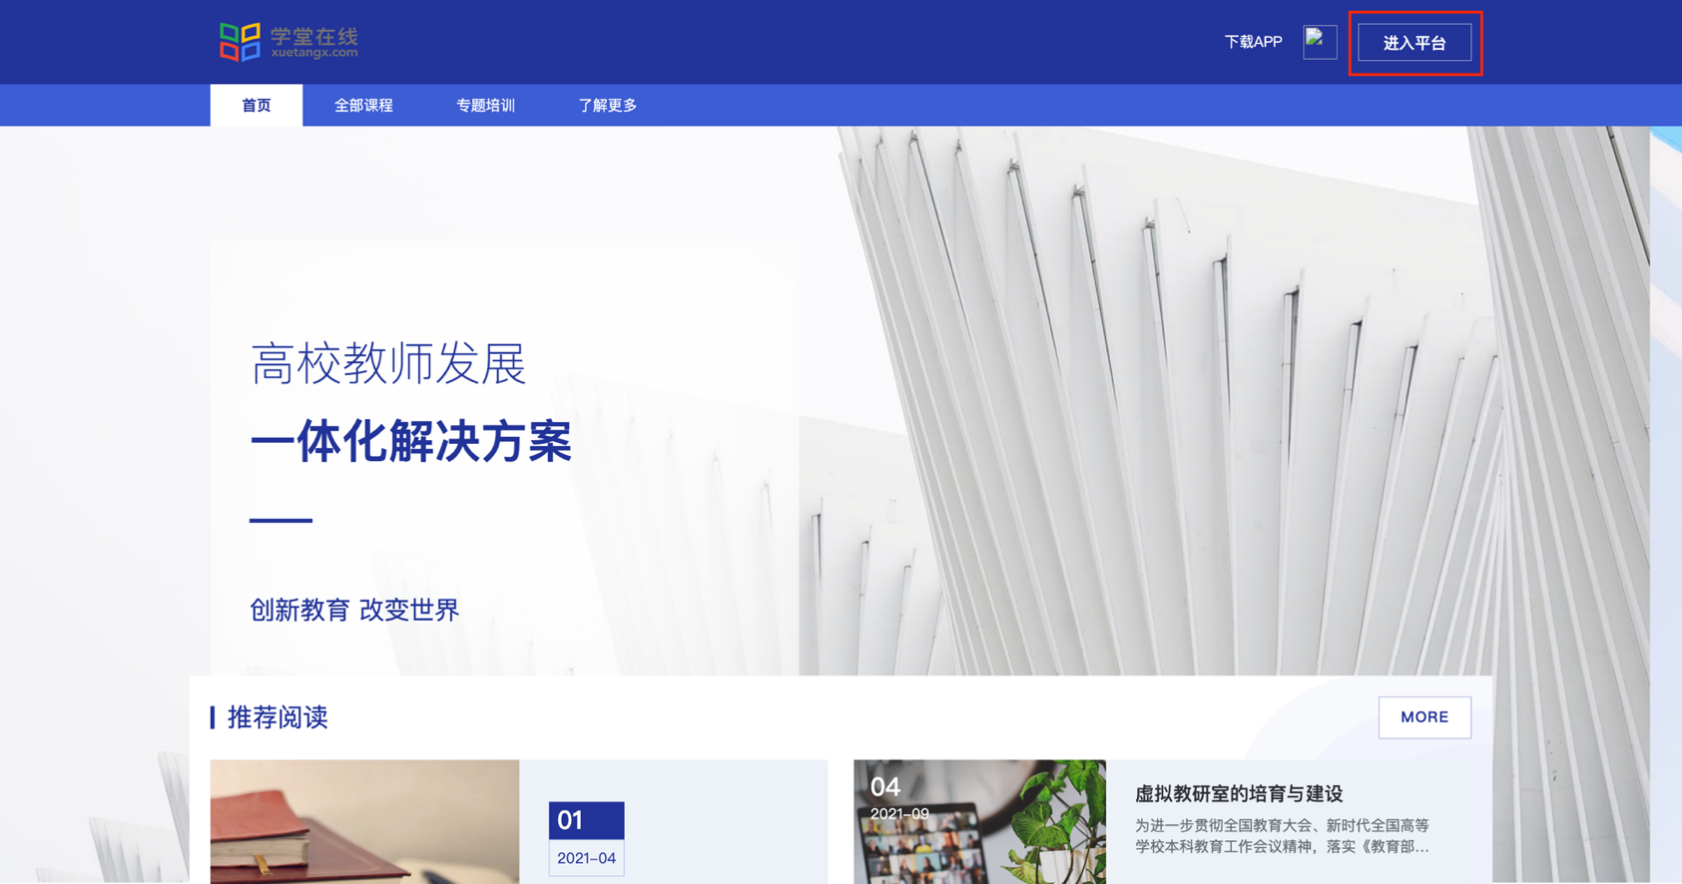 学堂在线
xuetangx.com
下载APP
进入平台
首页
全部课程
专题培训
了解更多
高校教师发展
一体化解决方案
创新教育 改变世界
推荐阅读
MORE
01
2021-04
04
2021-09
虚拟教研室的培育与建设
为进一步贯彻全国教育大会、新时代全国高等
学校本科教育工作会议精神，落实《教育部...